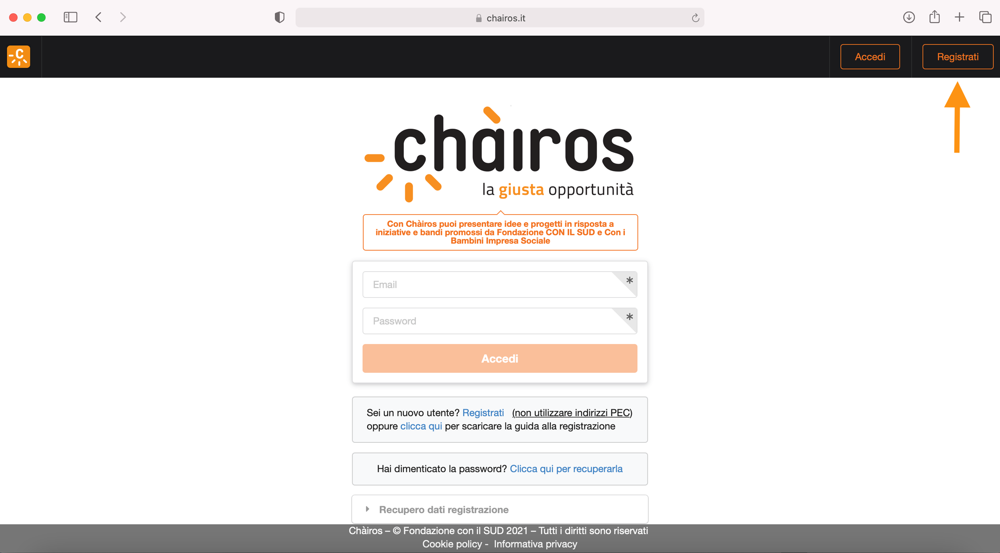 chairos.it
C
Accedi
Registrati
chàiros
la giusta opportunità
Con Chàiros puoi presentare idee e progetti in risposta a
iniziative e bandi promossi da Fondazione CON IL SUD e Con i
Bambini Impresa Sociale
Email *
Password *
Accedi
Sei un nuovo utente? Registrati (non utilizzare indirizzi PEC)
oppure clicca qui per scaricare la guida alla registrazione
Hai dimenticato la password? Clicca qui per recuperarla
Recupero dati registrazione
Chàiros – © Fondazione con il SUD 2021 – Tutti i diritti sono riservati
Cookie policy - Informativa privacy